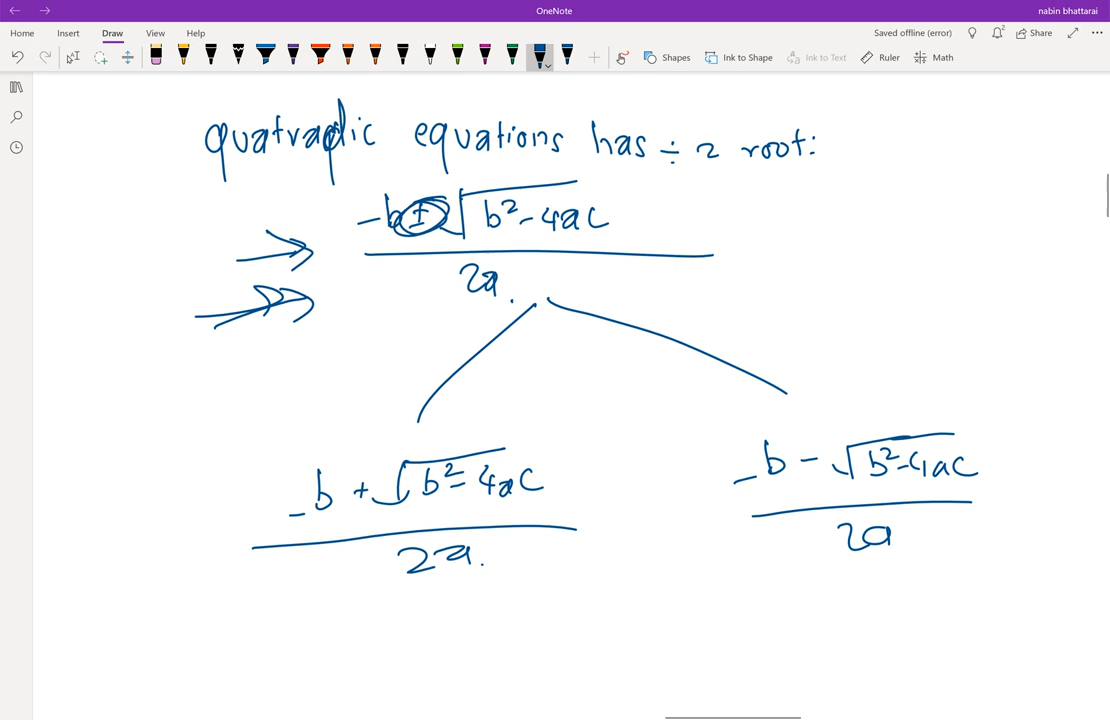 OneNote
nabin bhattarai
Home Insert Draw View Help
Saved offline (error)
2
Share
Shapes
Ink to Shape
Ink to Text
Ruler
Math
quatradic equations has ÷ 2 root:
-b ± √b² - 4ac
2a.
-b + √b² - 4ac
2a.
-b - √b² - 4ac
2a